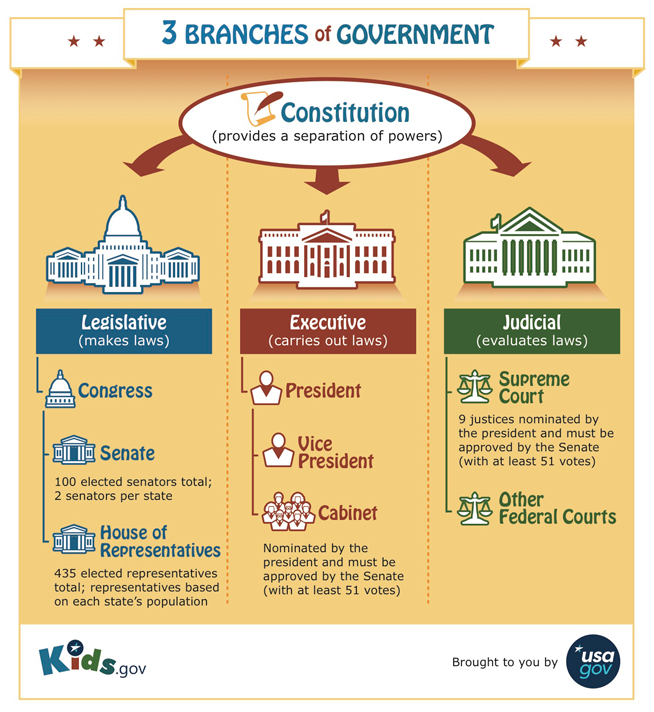 3 BRANCHES of GOVERNMENT
Constitution
(provides a separation of powers)
Legislative
(makes laws)
Congress
Senate
100 elected senators total;
2 senators per state
House of
Representatives
435 elected representatives
total; representatives based
on each state's population
Executive
(carries out laws)
President
Vice
President
Cabinet
Nominated by the
president and must be
approved by the Senate
(with at least 51 votes)
Judicial
(evaluates laws)
Supreme
Court
9 justices nominated by
the president and must be
approved by the Senate
(with at least 51 votes)
Other
Federal Courts
Kids.gov
Brought to you by
usa
gov